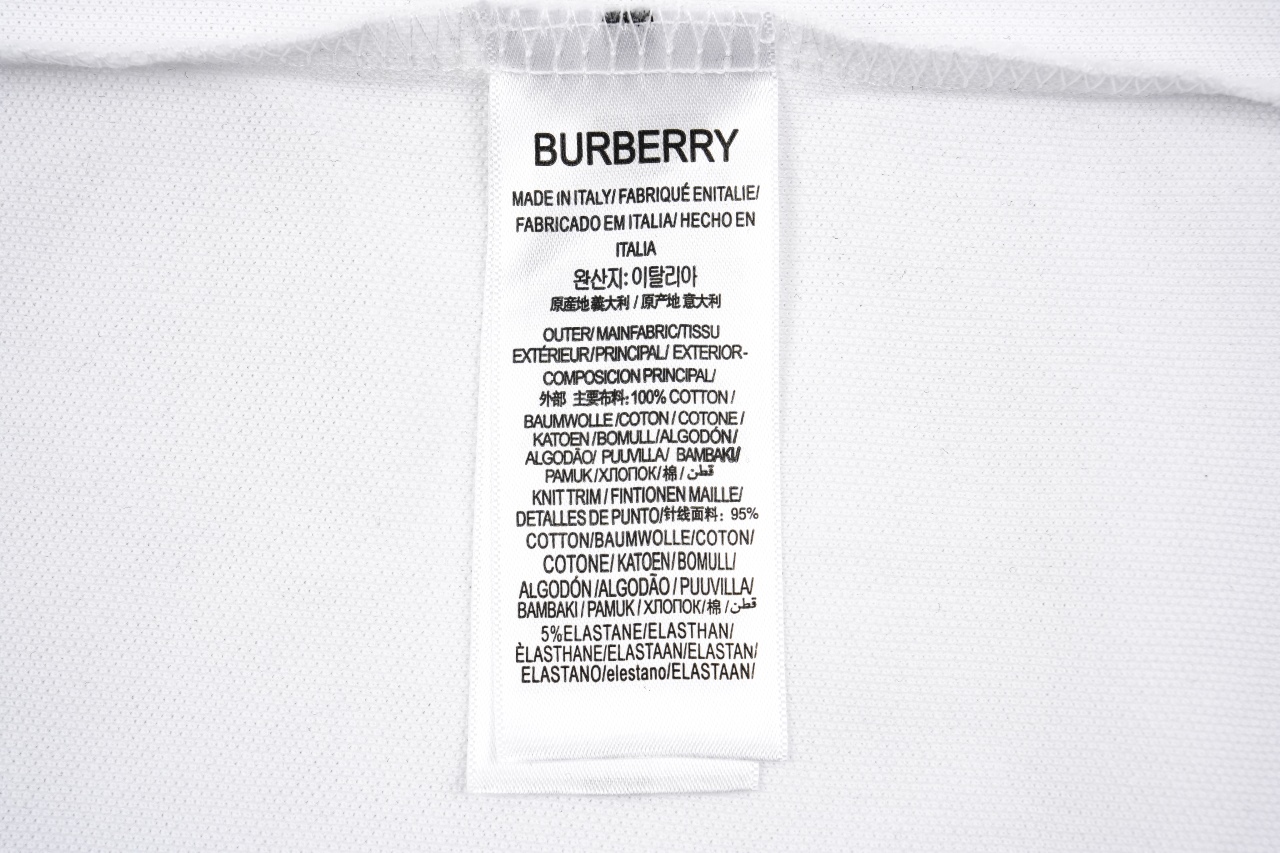 BURBERRY
MADE IN ITALY/ FABRIQUÉ ENITALIE/
FABRICADO EM ITALIA/ HECHO EN
ITALIA
완산지: 이탈리아
原産地義大利 / 原产地 意大利
OUTER/ MAINFABRIC/TISSU
EXTÉRIEUR/PRINCIPAL/ EXTERIOR-
COMPOSICION PRINCIPAL/
外部 主要布料:100% COTTON /
BAUMWOLLE /COTON / COTONE /
KATOEN /BOMULL/ALGODÓN/
ALGODÃO/ PUUVILLA/ BAMBAKI/
PAMUK /ХЛОПОК/棉 / قطن
KNIT TRIM / FINTIONEN MAILLE/
DETALLES DE PUNTO/针线面料: 95%
COTTON/BAUMWOLLE/COTON/
COTONE/ KATOEN/BOMULL/
ALGODÓN /ALGODÃO / PUUVILLA/
BAMBAKI / PAMUK / ХЛОПОК/棉 / قطن
5%ELASTANE/ELASTHAN/
ÈLASTHANE/ELASTAAN/ELASTAN/
ELASTANO/elestano/ELASTAAN/